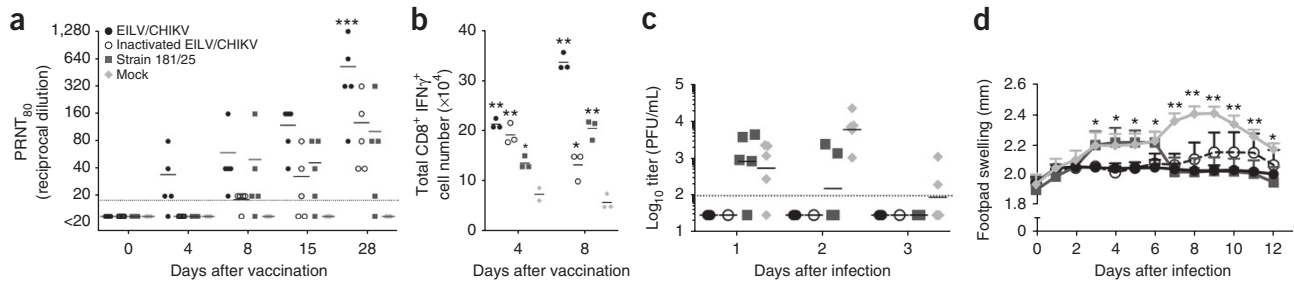 a
PRNT80
(reciprocal dilution)
1,280
640
320
160
80
40
20
<20
EILV/CHIKV
Inactivated EILV/CHIKV
Strain 181/25
Mock
***
0 4 8 15 28
Days after vaccination
b
Total CD8+ IFNγ+
cell number (×10⁴)
40
30
20
10
0
** ** *
** * **
4 8
Days after vaccination
c
Log10 titer (PFU/mL)
5
4
3
2
1
1 2 3
Days after infection
d
Footpad swelling (mm)
2.6
2.4
2.2
2.0
1.8
0
* * * * ** ** ** ** ** *
0 2 4 6 8 10 12
Days after infection